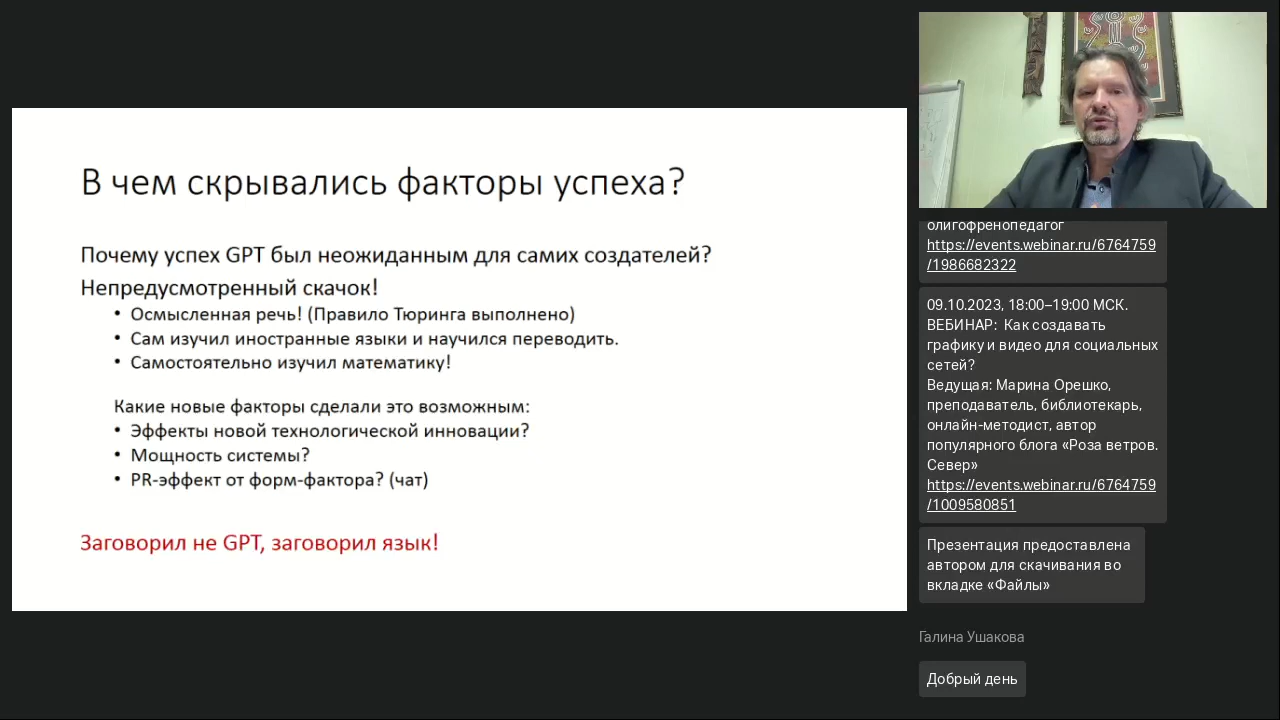 В чем скрывались факторы успеха?
Почему успех GPT был неожиданным для самих создателей?
Непредусмотренный скачок!
• Осмысленная речь! (Правило Тюринга выполнено)
• Сам изучил иностранные языки и научился переводить.
• Самостоятельно изучил математику!
Какие новые факторы сделали это возможным:
• Эффекты новой технологической инновации?
• Мощность системы?
• PR-эффект от форм-фактора? (чат)
Заговорил не GPT, заговорил язык!
олигофренопедагог
https://events.webinar.ru/6764759
/1986682322
09.10.2023, 18:00–19:00 МСК.
ВЕБИНАР: Как создавать
графику и видео для социальных
сетей?
Ведущая: Марина Орешко,
преподаватель, библиотекарь,
онлайн-методист, автор
популярного блога «Роза ветров.
Север»
https://events.webinar.ru/6764759
/1009580851
Презентация предоставлена
автором для скачивания во
вкладке «Файлы»
Галина Ушакова
Добрый день